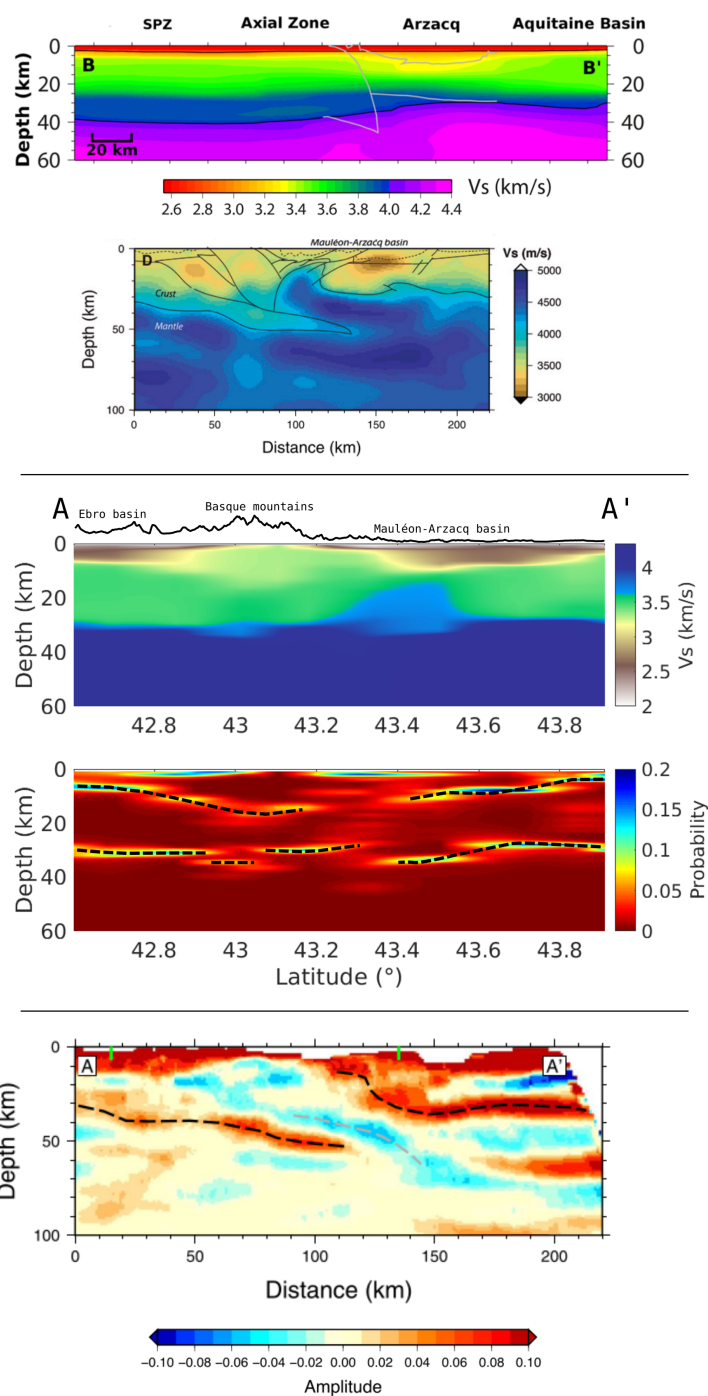 SPZ Axial Zone Arzacq Aquitaine Basin
B B'
Depth (km)
0 20 40 60
0 20 40 60
20 km
2.6 2.8 3.0 3.2 3.4 3.6 3.8 4.0 4.2 4.4
Vs (km/s)
Mauléon-Arzacq basin
D
Crust
Mantle
Depth (km)
0 50 100
0 50 100 150 200
Distance (km)
Vs (m/s)
5000
4500
4000
3500
3000
A A'
Ebro basin Basque mountains Mauléon-Arzacq basin
Depth (km)
0 20 40 60
42.8 43 43.2 43.4 43.6 43.8
4 3.5 3 2.5 2
Vs (km/s)
Depth (km)
0 20 40 60
42.8 43 43.2 43.4 43.6 43.8
Latitude (°)
0.2 0.15 0.1 0.05 0
Probability
A A'
Depth (km)
0 50 100
0 50 100 150 200
Distance (km)
−0.10 −0.08 −0.06 −0.04 −0.02 0.00 0.02 0.04 0.06 0.08 0.10
Amplitude